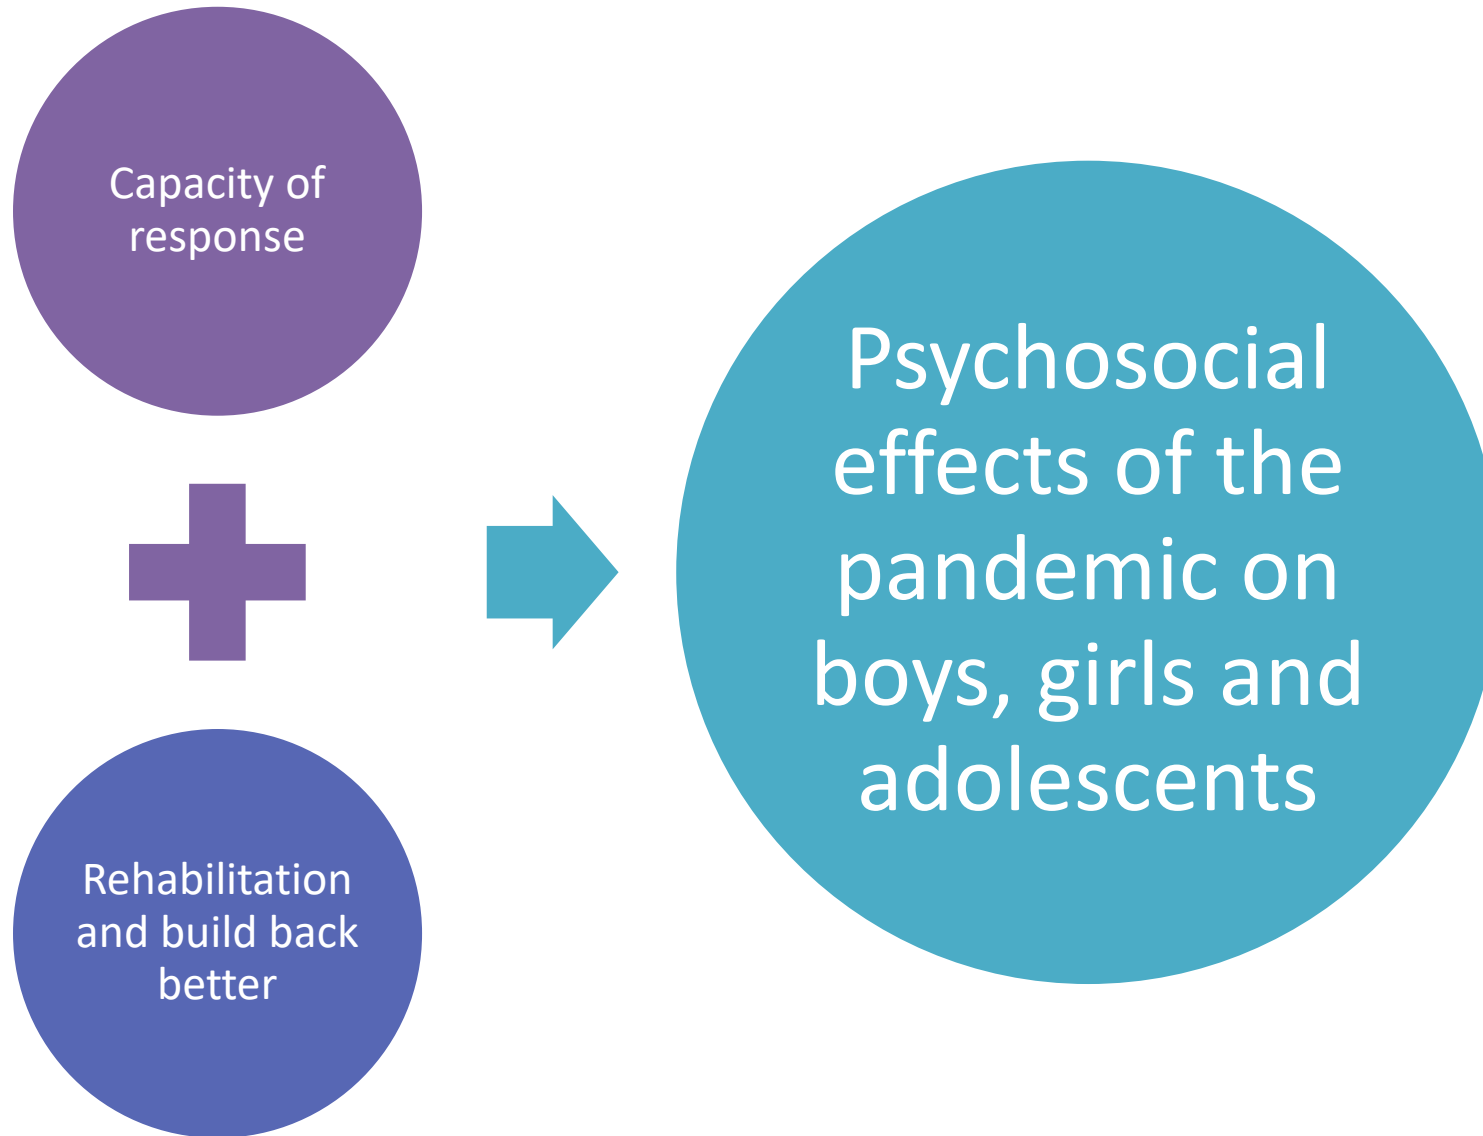 Capacity of
response
Rehabilitation
and build back
better
Psychosocial
effects of the
pandemic on
boys, girls and
adolescents